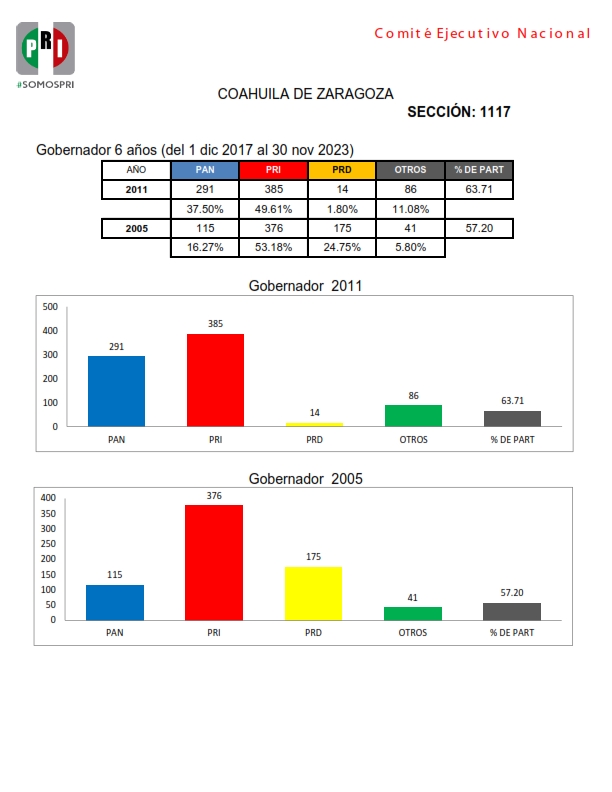 PRI
#SOMOSPRI
Comité Ejecutivo Nacional
COAHUILA DE ZARAGOZA
SECCIÓN: 1117
Gobernador 6 años (del 1 dic 2017 al 30 nov 2023)
AÑO PAN PRI PRD OTROS % DE PART
2011 291 385 14 86 63.71
37.50% 49.61% 1.80% 11.08%
2005 115 376 175 41 57.20
16.27% 53.18% 24.75% 5.80%
Gobernador 2011
500
400
300
200
100
0
291
385
14
86
63.71
PAN PRI PRD OTROS % DE PART
Gobernador 2005
400
350
300
250
200
150
100
50
0
115
376
175
41
57.20
PAN PRI PRD OTROS % DE PART